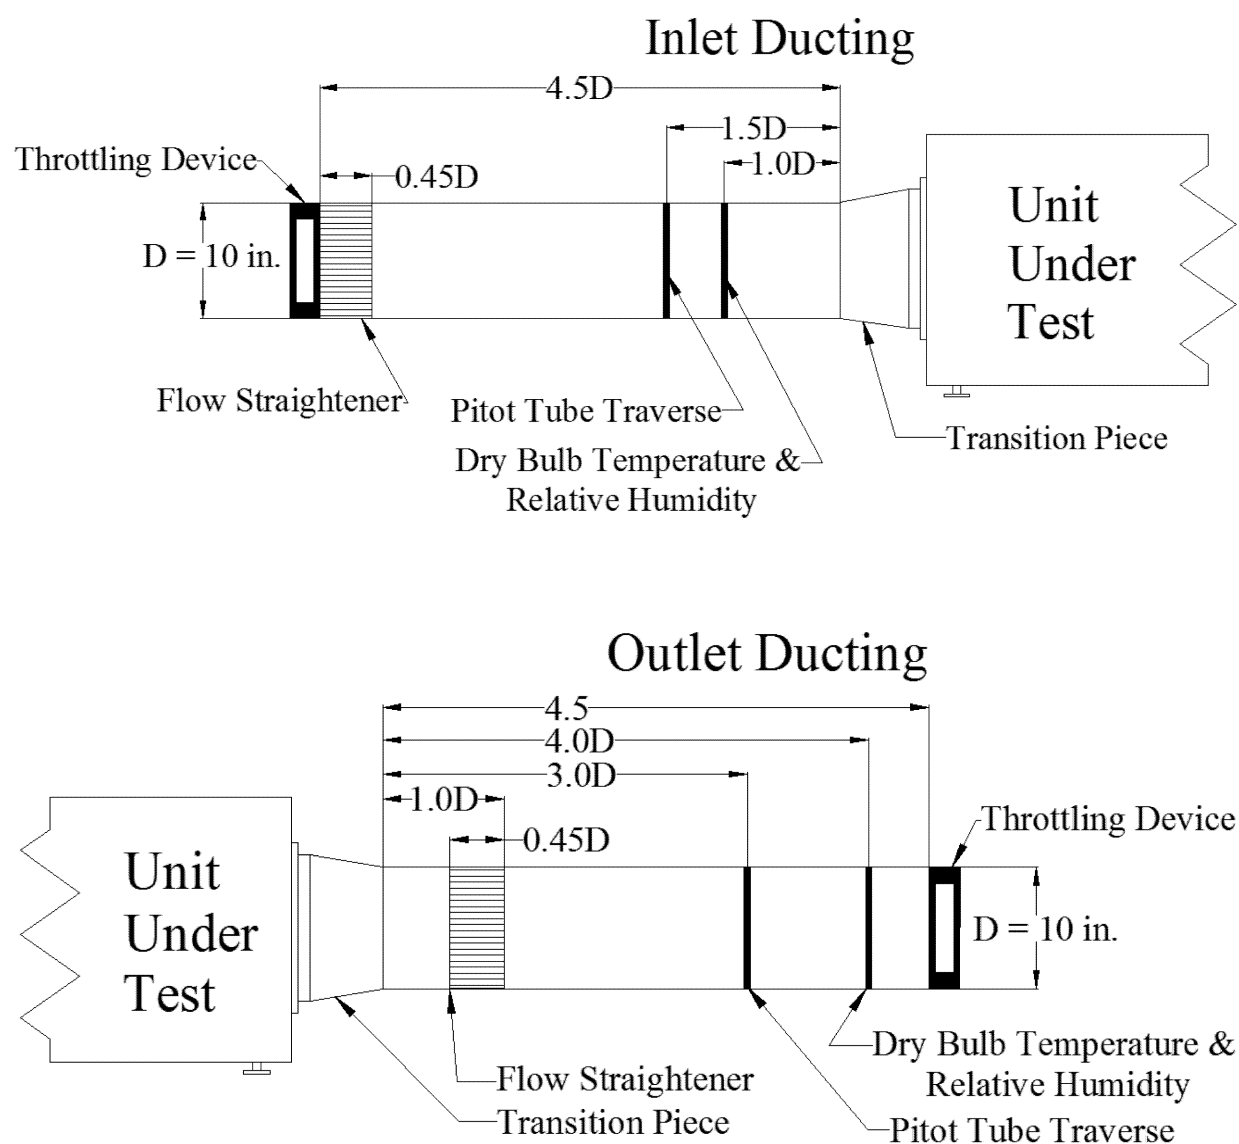 Inlet Ducting
4.5D
1.5D
1.0D
Throttling Device
0.45D
D = 10 in.
Unit
Under
Test
Flow Straightener
Pitot Tube Traverse
Dry Bulb Temperature &
Relative Humidity
Transition Piece
Outlet Ducting
4.5
4.0D
3.0D
1.0D
0.45D
Throttling Device
Unit
Under
Test
D = 10 in.
Dry Bulb Temperature &
Relative Humidity
Flow Straightener
Transition Piece
Pitot Tube Traverse